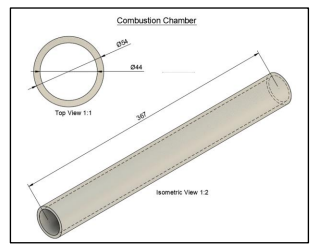 Combustion Chamber
Ø54
Ø44
Top View 1:1
367
Isometric View 1:2